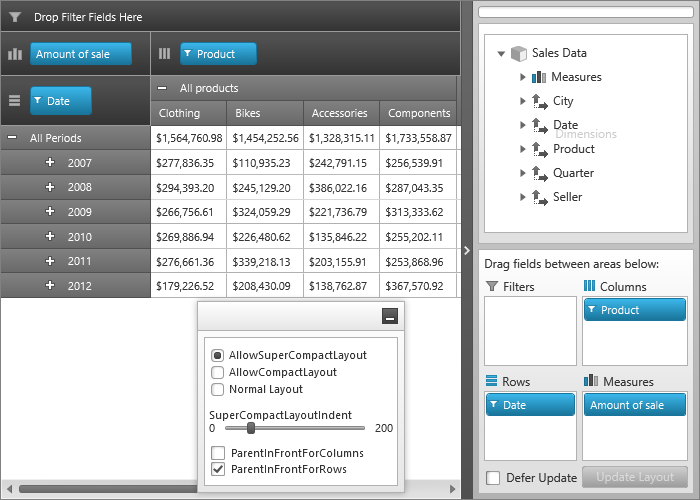 Drop Filter Fields Here
Amount of sale
Product
Date
All products
Clothing Bikes Accessories Components
All Periods $1,564,760.98 $1,454,252.56 $1,328,315.11 $1,733,558.87
2007 $277,836.35 $110,935.23 $242,791.15 $256,539.91
2008 $294,393.20 $245,129.20 $386,022.16 $287,043.35
2009 $266,756.61 $324,059.29 $221,736.79 $313,333.62
2010 $269,886.94 $226,480.62 $135,846.22 $255,202.11
2011 $276,661.36 $339,218.13 $203,155.91 $253,868.96
2012 $179,226.52 $208,430.09 $138,762.87 $367,570.92
AllowSuperCompactLayout
AllowCompactLayout
Normal Layout
SuperCompactLayoutIndent
0 200
ParentInFrontForColumns
ParentInFrontForRows
Sales Data
Measures
City
Date
Dimensions
Product
Quarter
Seller
Drag fields between areas below:
Filters
Columns
Product
Rows
Measures
Date
Amount of sale
Defer Update
Update Layout